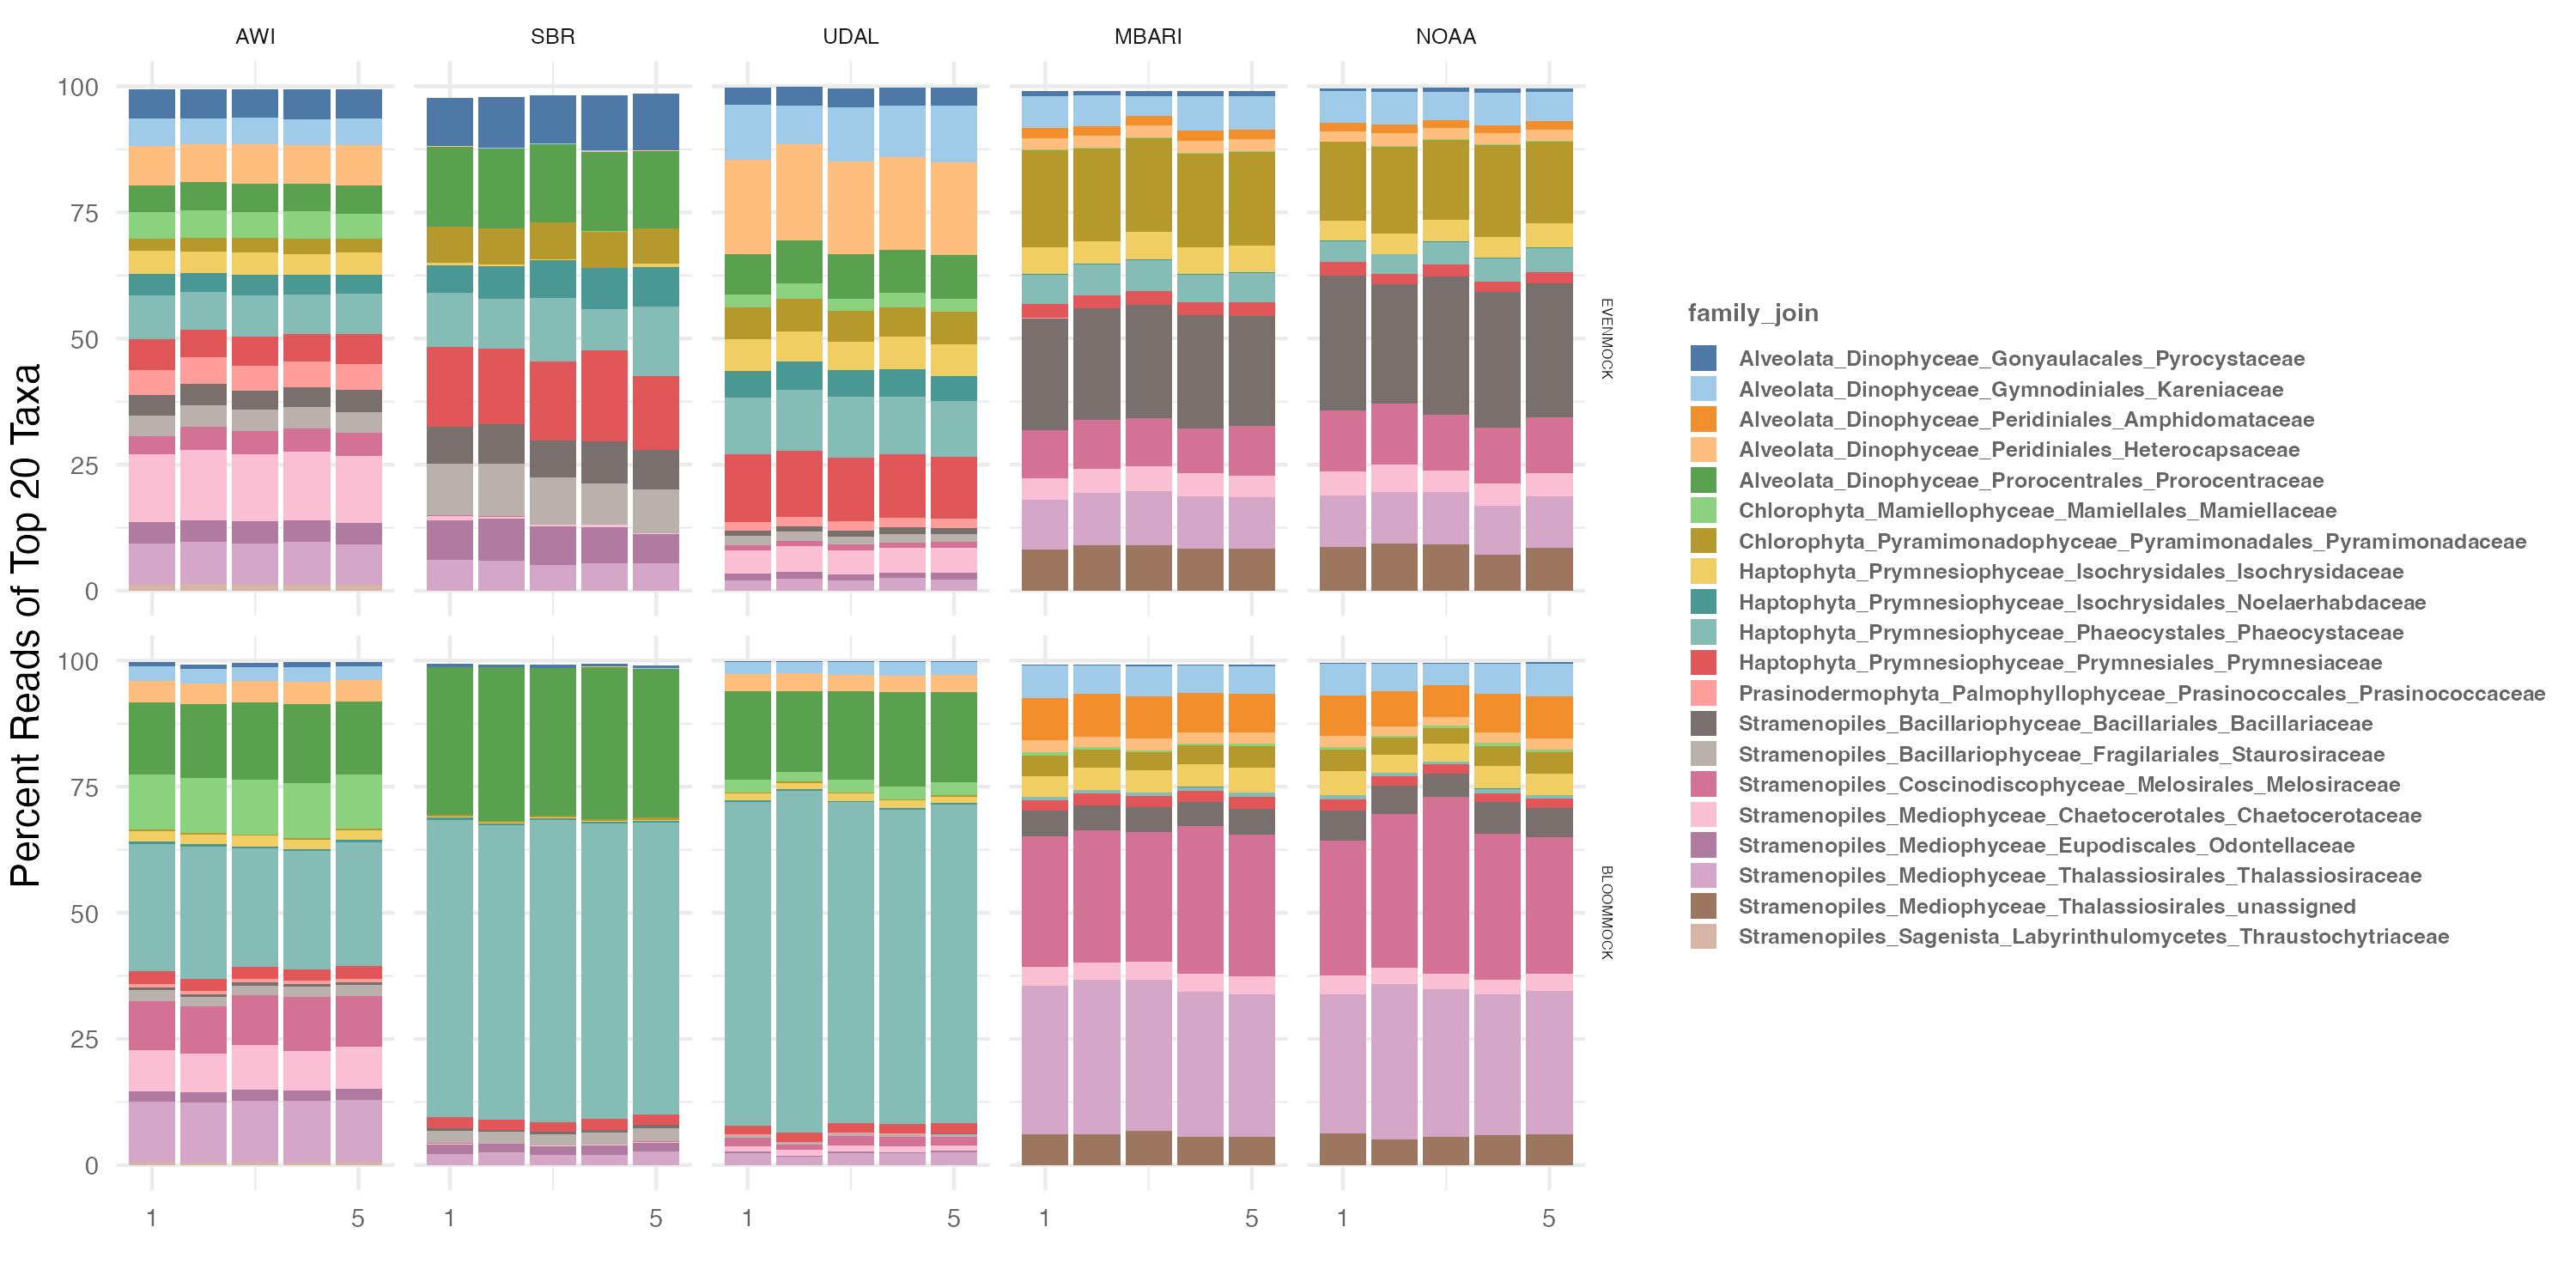 AWI SBR UDAL MBARI NOAA
Percent Reads of Top 20 Taxa
100
75
50
25
0
EVENMOCK
100
75
50
25
0
BLOOMMOCK
1 5 1 5 1 5 1 5 1 5
family_join
Alveolata_Dinophyceae_Gonyaulacales_Pyrocystaceae
Alveolata_Dinophyceae_Gymnodiniales_Kareniaceae
Alveolata_Dinophyceae_Peridiniales_Amphidomataceae
Alveolata_Dinophyceae_Peridiniales_Heterocapsaceae
Alveolata_Dinophyceae_Prorocentrales_Prorocentraceae
Chlorophyta_Mamiellophyceae_Mamiellales_Mamiellaceae
Chlorophyta_Pyramimonadophyceae_Pyramimonadales_Pyramimonadaceae
Haptophyta_Prymnesiophyceae_Isochrysidales_Isochrysidaceae
Haptophyta_Prymnesiophyceae_Isochrysidales_Noelaerhabdaceae
Haptophyta_Prymnesiophyceae_Phaeocystales_Phaeocystaceae
Haptophyta_Prymnesiophyceae_Prymnesiales_Prymnesiaceae
Prasinodermophyta_Palmophyllophyceae_Prasinococcales_Prasinococcaceae
Stramenopiles_Bacillariophyceae_Bacillariales_Bacillariaceae
Stramenopiles_Bacillariophyceae_Fragilariales_Staurosiraceae
Stramenopiles_Coscinodiscophyceae_Melosirales_Melosiraceae
Stramenopiles_Mediophyceae_Chaetocerotales_Chaetocerotaceae
Stramenopiles_Mediophyceae_Eupodiscales_Odontellaceae
Stramenopiles_Mediophyceae_Thalassiosirales_Thalassiosiraceae
Stramenopiles_Mediophyceae_Thalassiosirales_unassigned
Stramenopiles_Sagenista_Labyrinthulomycetes_Thraustochytriaceae